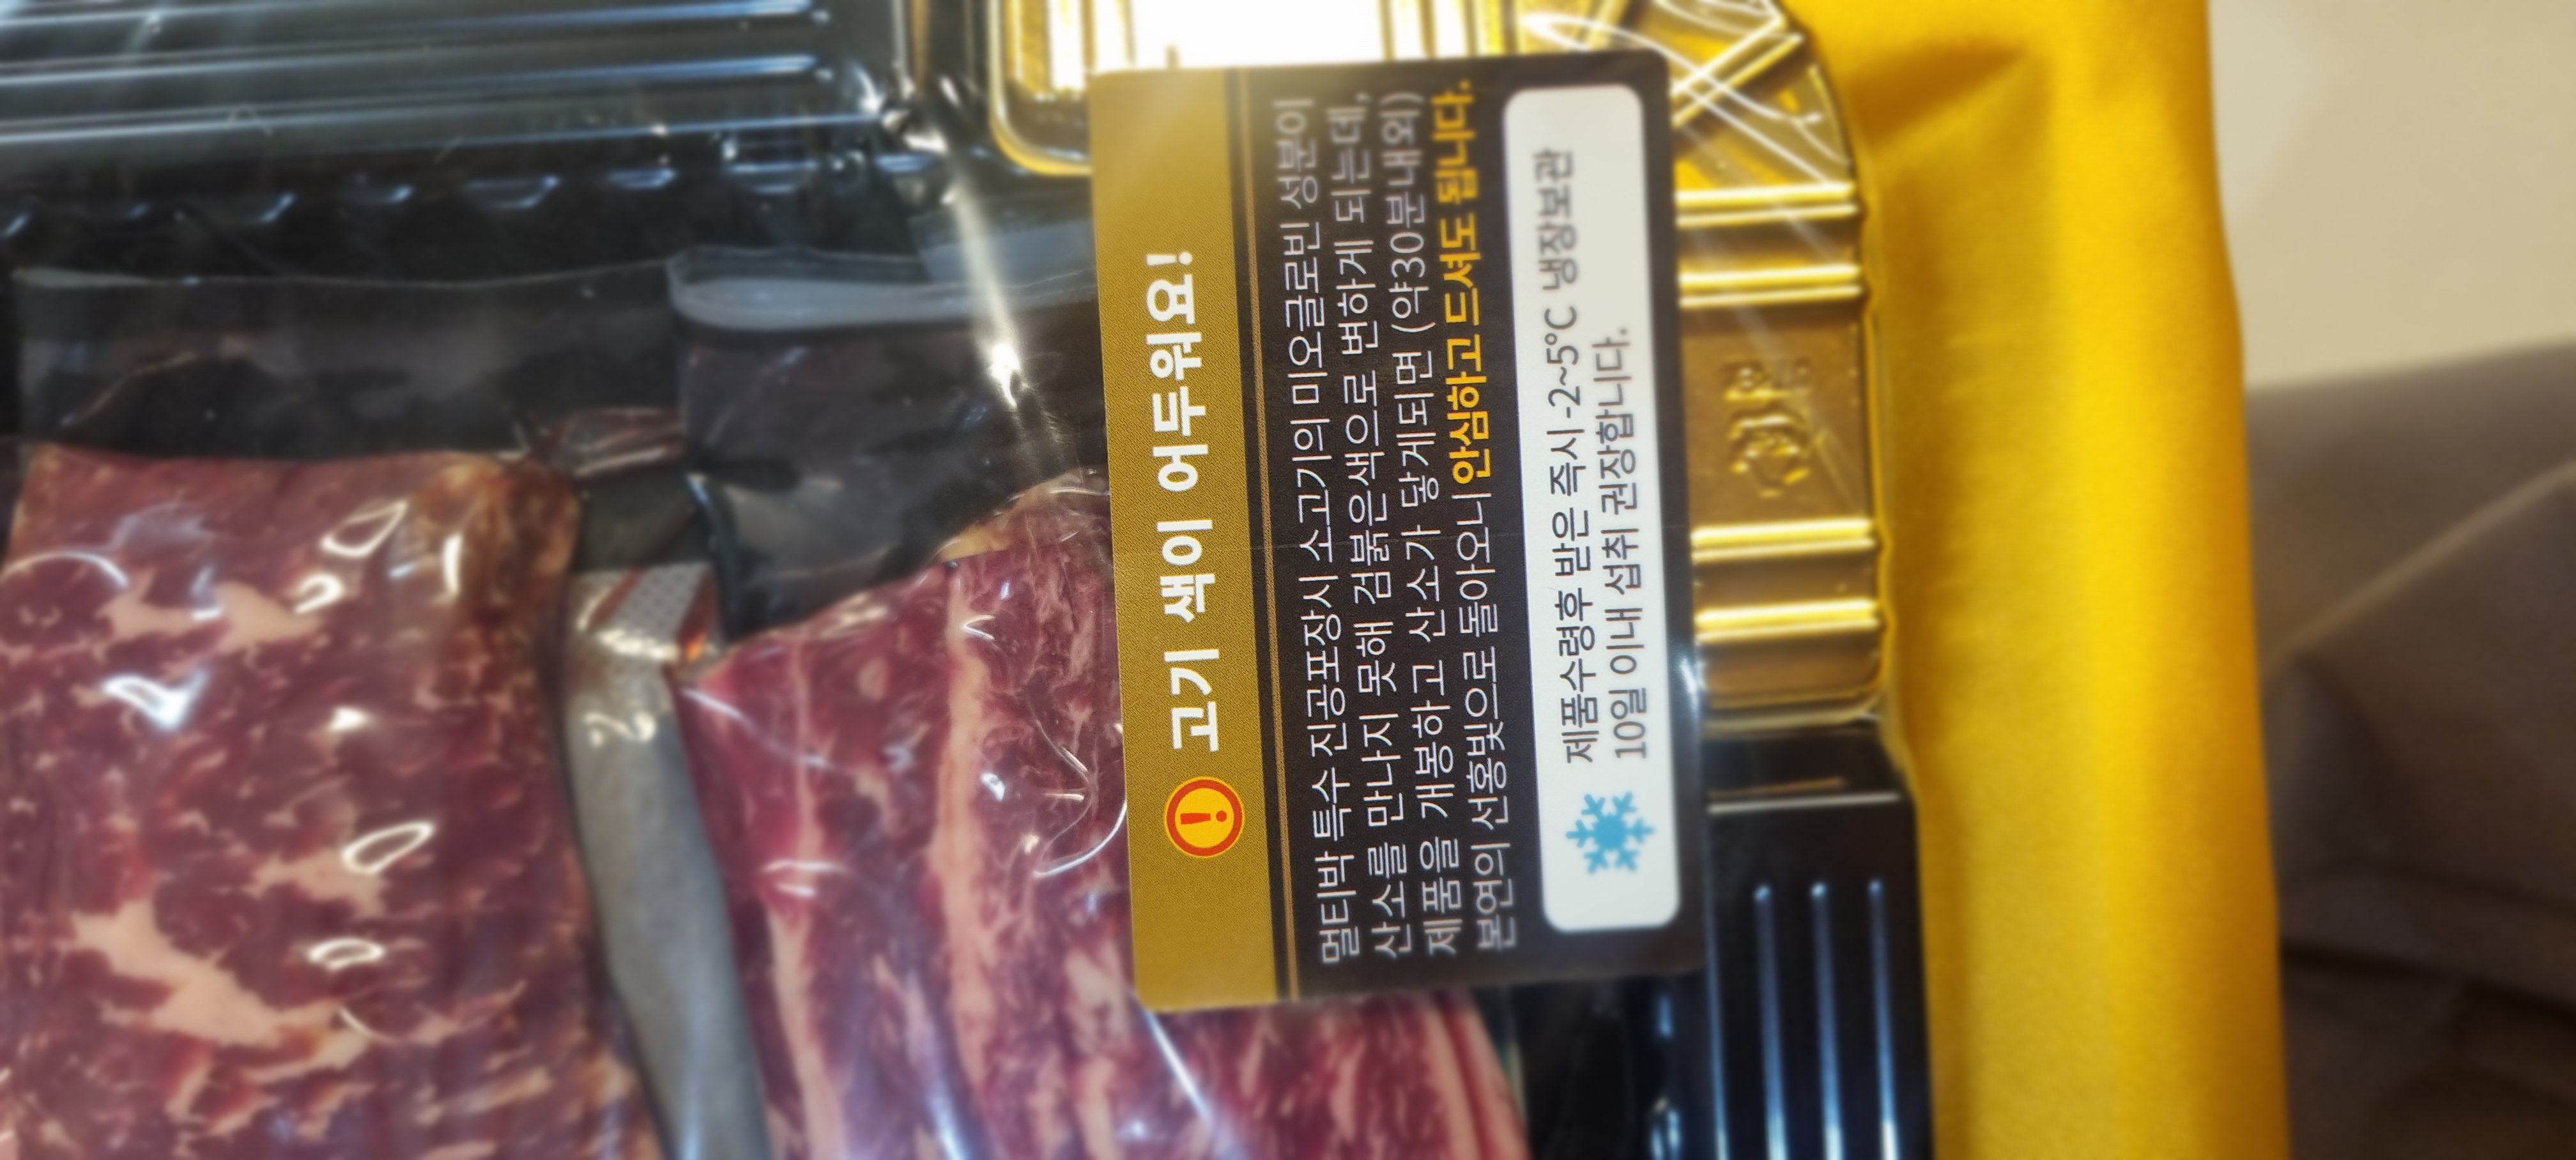 고기 색이 어두워요!
멀티박 특수 진공포장시 소고기의 미오글로빈 성분이
산소를 만나지 못해 검붉은색으로 변하게 되는데,
제품을 개봉하고 산소가 닿게되면 (약30분내외)
본연의 선홍빛으로 돌아오니 안심하고 드셔도 됩니다.
제품수령후 받은 즉시 -2~5°C 냉장보관
10일 이내 섭취 권장합니다.